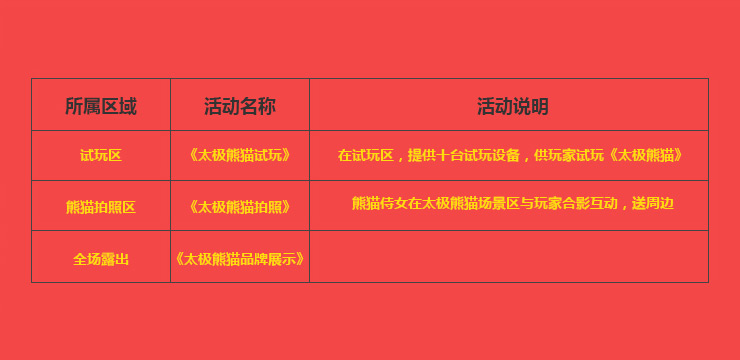 所属区域 活动名称 活动说明
试玩区 《太极熊猫试玩》 在试玩区，提供十台试玩设备，供玩家试玩《太极熊猫》
熊猫拍照区 《太极熊猫拍照》 熊猫侍女在太极熊猫场景区与玩家合影互动，送周边
全场露出 《太极熊猫品牌展示》